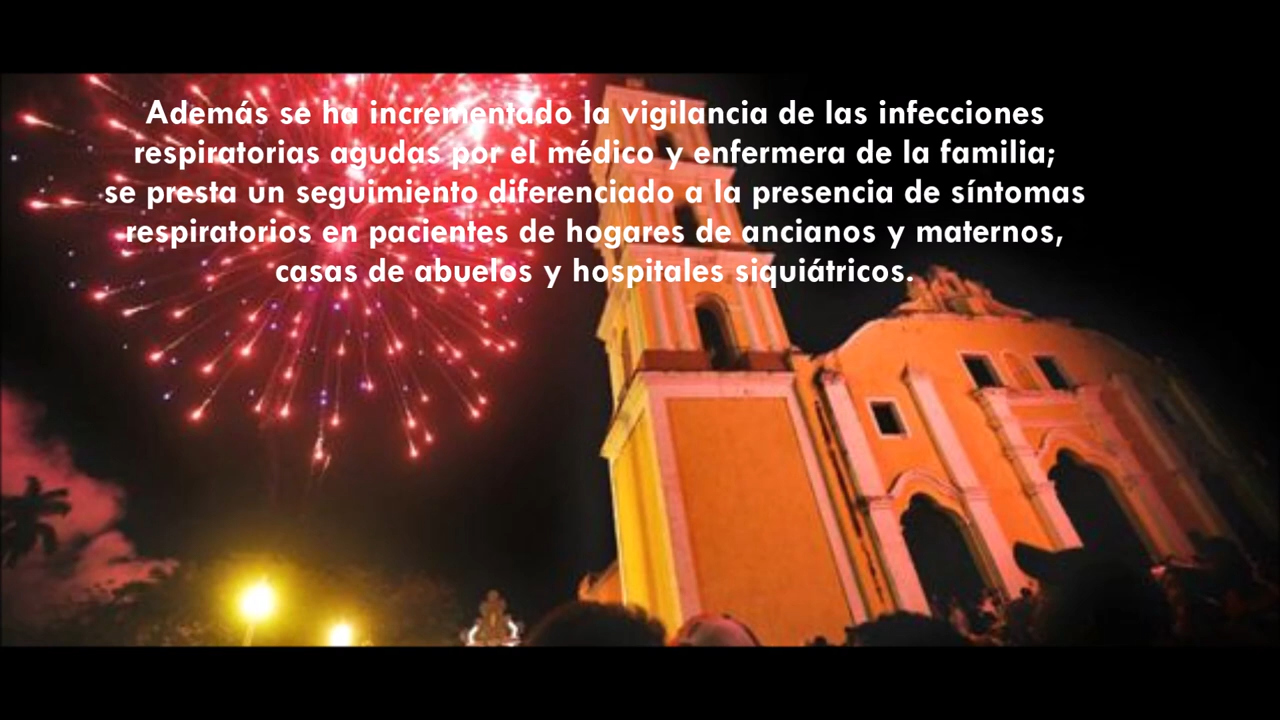 Además se ha incrementado la vigilancia de las infecciones
respiratorias agudas por el médico y enfermera de la familia;
se presta un seguimiento diferenciado a la presencia de síntomas
respiratorios en pacientes de hogares de ancianos y maternos,
casas de abuelos y hospitales siquiátricos.